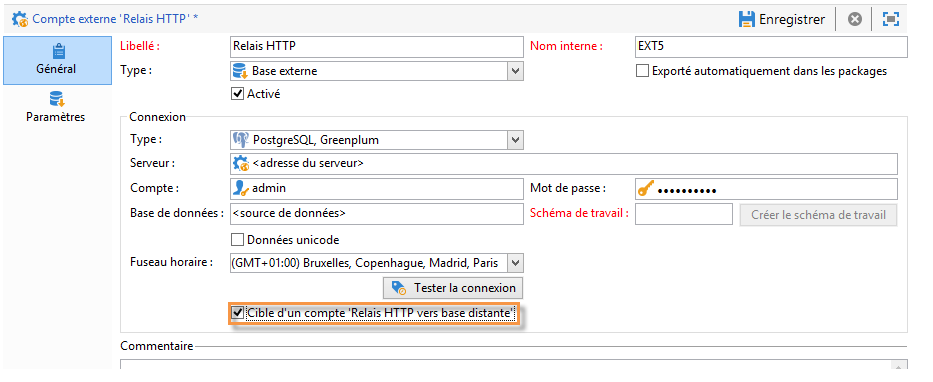 Compte externe 'Relais HTTP' * Enregistrer
Libellé : Relais HTTP Nom interne : EXT5
Général
Type : Base externe Exporté automatiquement dans les packages
Activé
Paramètres
Connexion
Type : PostgreSQL, Greenplum
Serveur : <adresse du serveur>
Compte : admin Mot de passe : ●●●●●●●●●●
Base de données : <source de données> Schéma de travail : Créer le schéma de travail
Données unicode
Fuseau horaire : (GMT+01:00) Bruxelles, Copenhague, Madrid, Paris
Tester la connexion
Cible d'un compte 'Relais HTTP vers base distante'
Commentaire